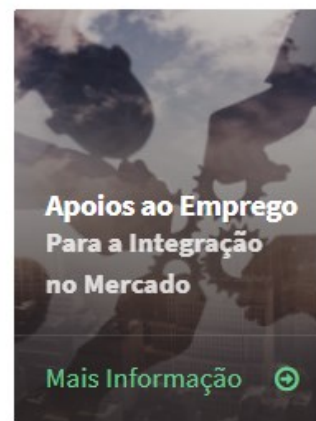 Apoios ao Emprego
Para a Integração
no Mercado
Mais Informação